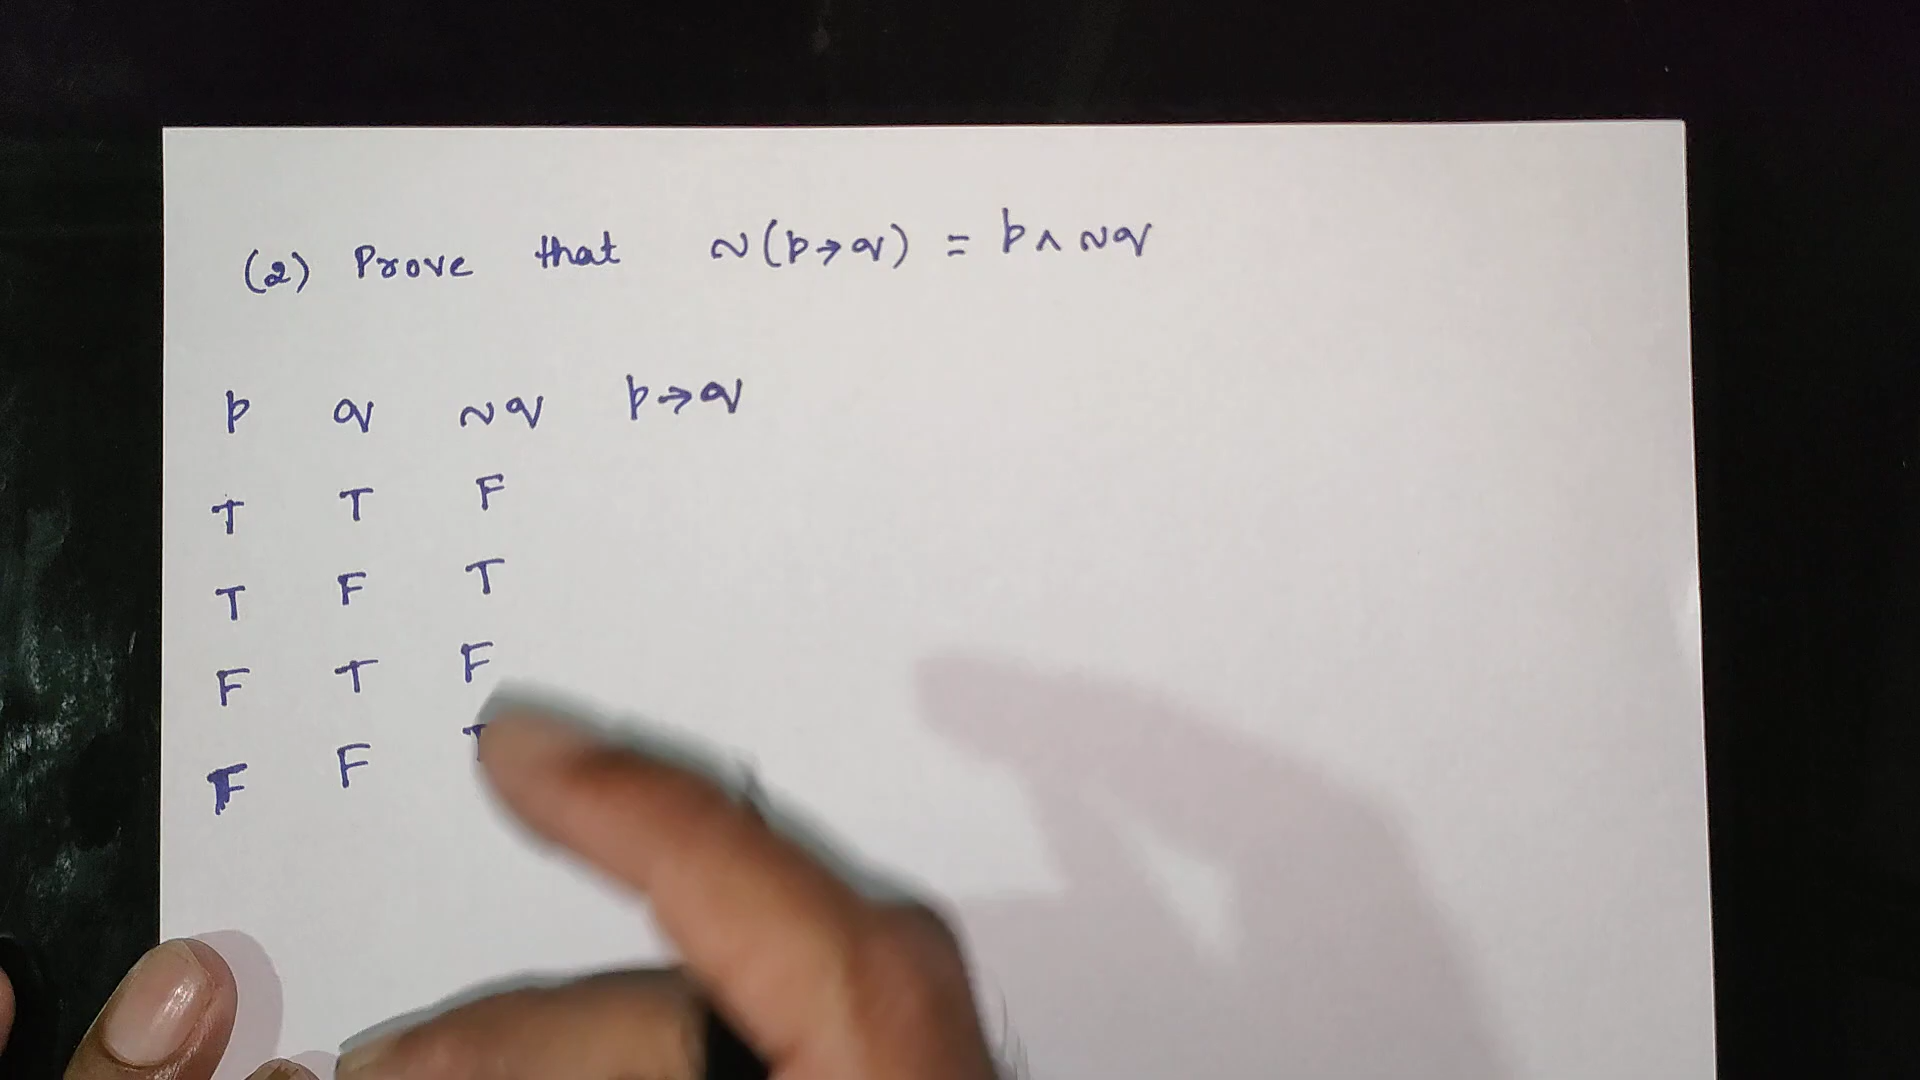 (2) Prove that ~(p→q) = p∧~q
p q ~q p→q
T T F
T F T
F T F
F F T